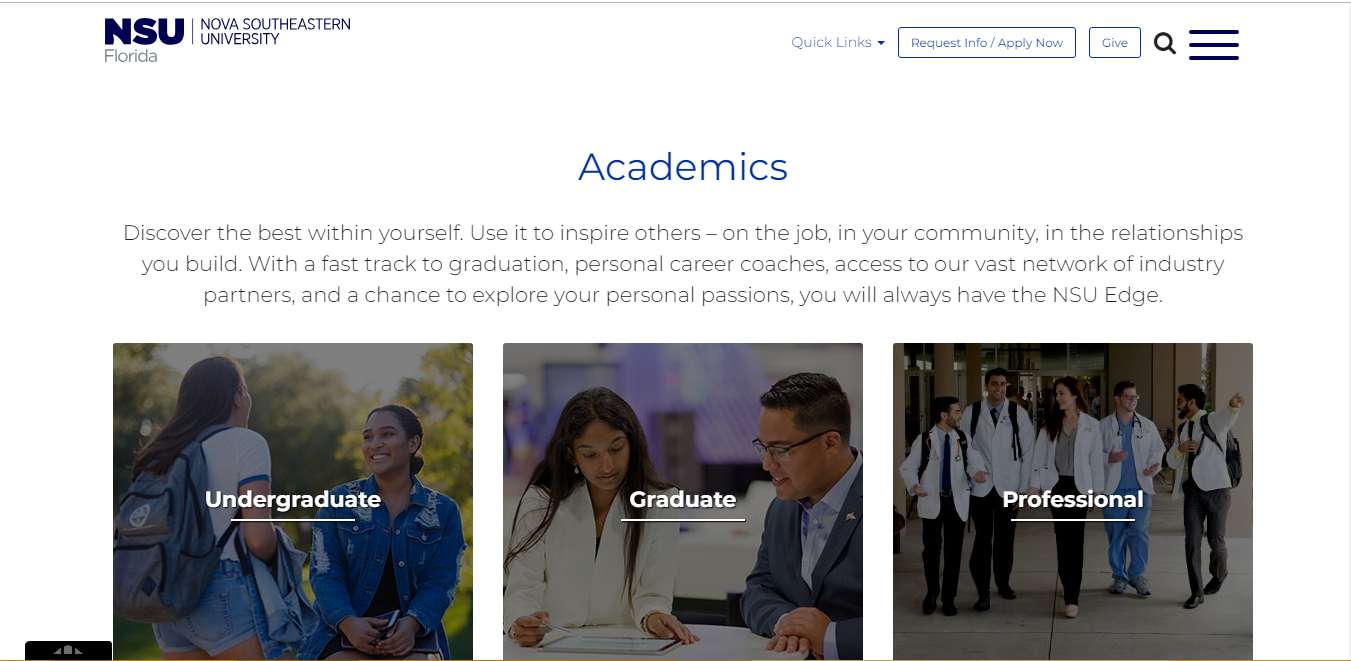 NSU NOVA SOUTHEASTERN
UNIVERSITY
Florida
Quick Links Request Info / Apply Now Give
Academics
Discover the best within yourself. Use it to inspire others – on the job, in your community, in the relationships
you build. With a fast track to graduation, personal career coaches, access to our vast network of industry
partners, and a chance to explore your personal passions, you will always have the NSU Edge.
Undergraduate Graduate Professional